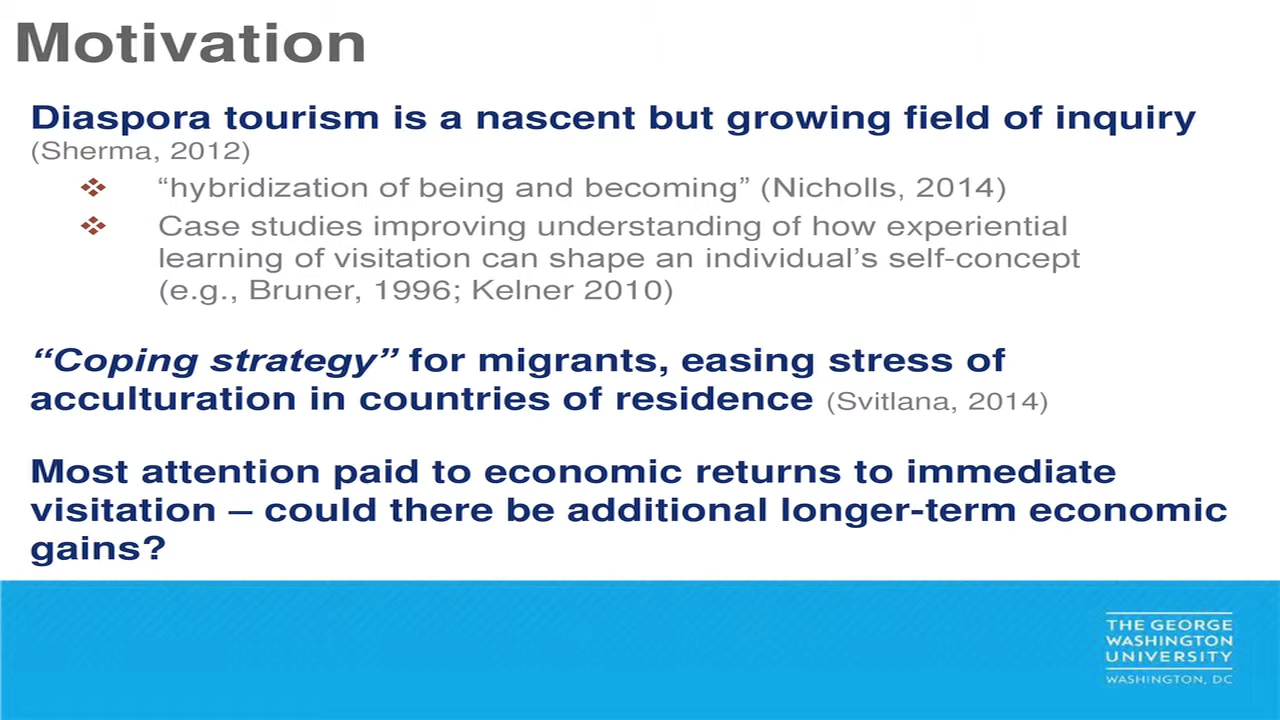 Motivation
Diaspora tourism is a nascent but growing field of inquiry
(Sherma, 2012)
“hybridization of being and becoming” (Nicholls, 2014)
Case studies improving understanding of how experiential
learning of visitation can shape an individual’s self-concept
(e.g., Bruner, 1996; Kelner 2010)
“Coping strategy” for migrants, easing stress of
acculturation in countries of residence (Svitlana, 2014)
Most attention paid to economic returns to immediate
visitation – could there be additional longer-term economic
gains?
THE GEORGE
WASHINGTON
UNIVERSITY
WASHINGTON, DC